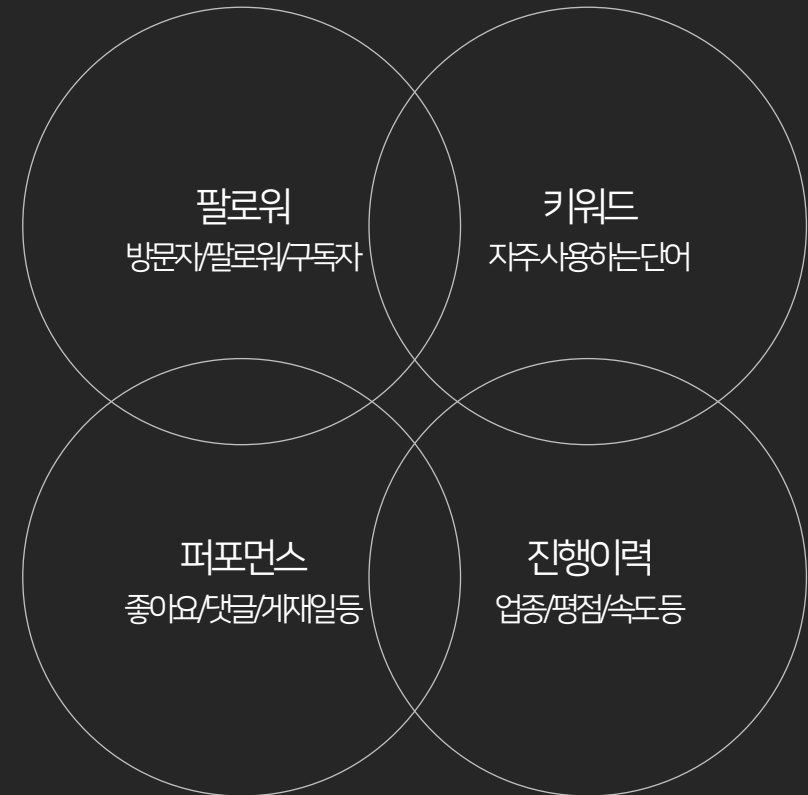 팔로워
방문자/팔로워/구독자
키워드
자주사용하는단어
퍼포먼스
좋아요/댓글/게재일등
진행이력
업종/평점/속도등